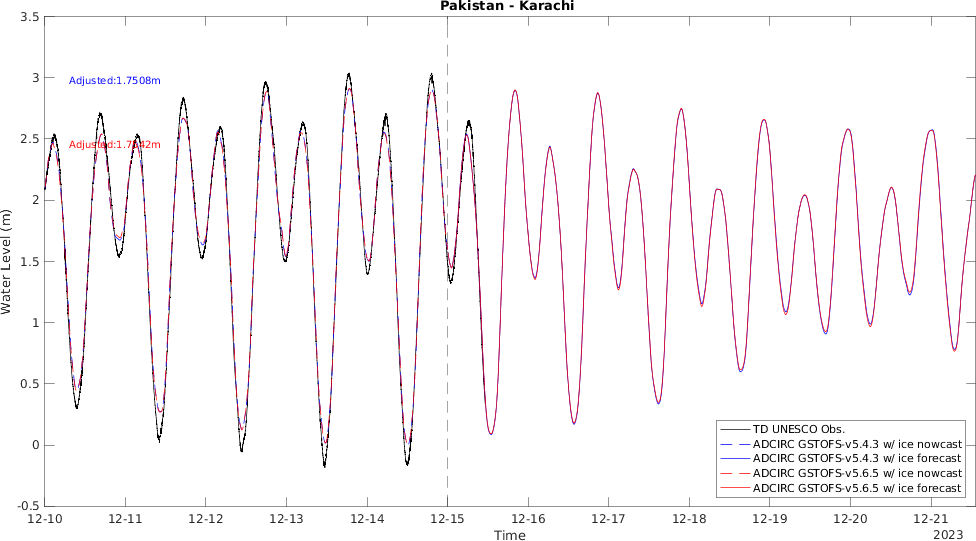 Pakistan - Karachi
3.5
3
2.5
2
1.5
1
0.5
0
-0.5
Water Level (m)
Adjusted:1.7508m
12-10
12-11
12-12
12-13
12-14
12-15
12-16
12-17
12-18
12-19
12-20
12-21
2023
Time
TD UNESCO Obs.
ADCIRC GSTOFS-v5.4.3 w/ ice nowcast
ADCIRC GSTOFS-v5.4.3 w/ ice forecast
ADCIRC GSTOFS-v5.6.5 w/ ice nowcast
ADCIRC GSTOFS-v5.6.5 w/ ice forecast